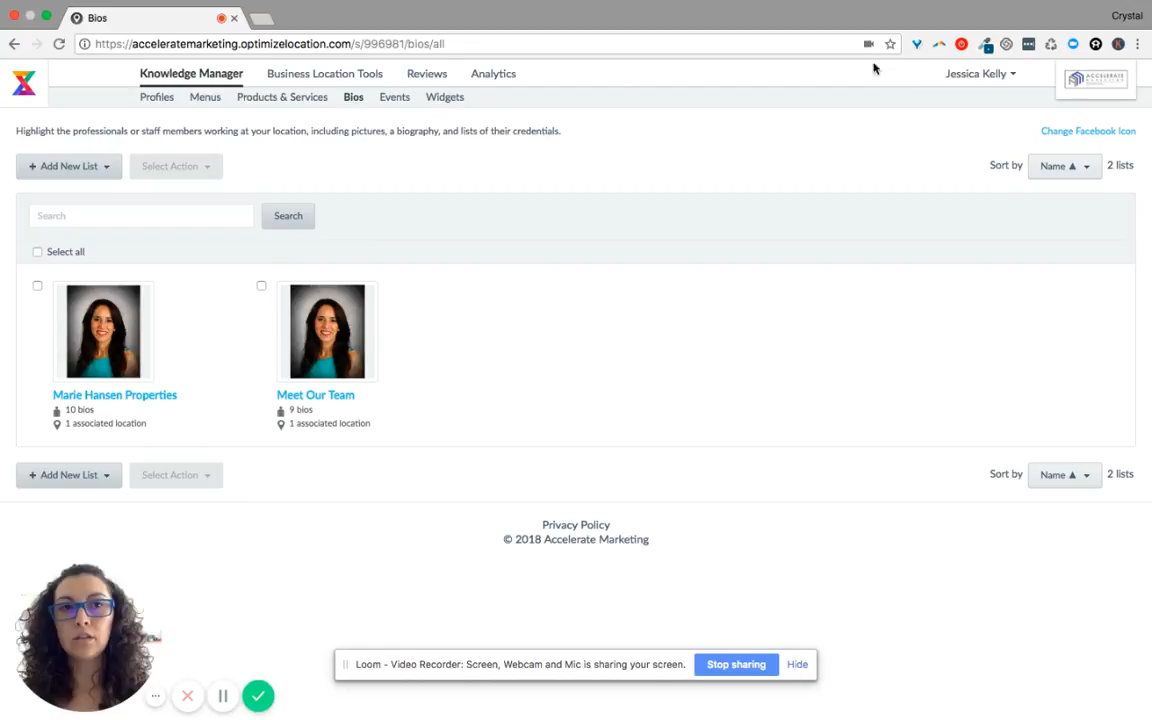 Bios
Crystal
https://acceleratemarketing.optimizelocation.com/s/996981/bios/all
Knowledge Manager Business Location Tools Reviews Analytics Jessica Kelly
ACCELERATE
Profiles Menus Products & Services Bios Events Widgets
Highlight the professionals or staff members working at your location, including pictures, a biography, and lists of their credentials. Change Facebook Icon
+ Add New List Select Action Sort by Name ▲ 2 lists
Search Search
Select all
Marie Hansen Properties Meet Our Team
10 bios 9 bios
1 associated location 1 associated location
+ Add New List Select Action Sort by Name ▲ 2 lists
Privacy Policy
© 2018 Accelerate Marketing
Loom - Video Recorder: Screen, Webcam and Mic is sharing your screen. Stop sharing Hide